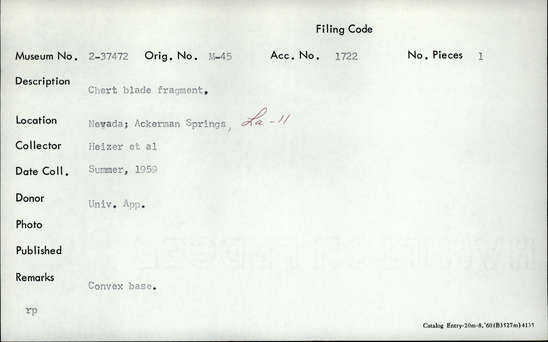 Filing Code
Museum No. 2-37472 Orig. No. M-45 Acc. No. 1722 No. Pieces 1
Description Chert blade fragment.
Location Nevada; Ackerman Springs, La-11
Collector Heizer et al
Date Coll. Summer, 1959
Donor Univ. App.
Photo
Published
Remarks Convex base.
rp
Catalog Entry-20m-8,'60(B3527m)4135